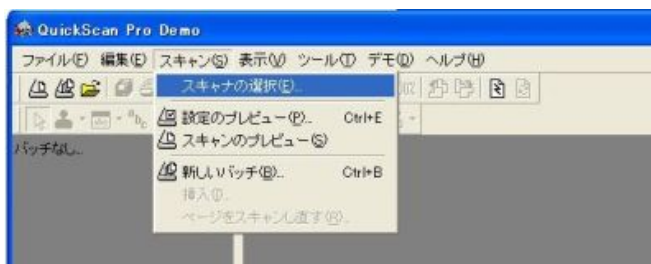 QuickScan Pro Demo
ファイル(F) 編集(E) スキャン(S) 表示(V) ツール(T) デモ(D) ヘルプ(H)
スキャナの選択(E)...
設定のプレビュー(P)... Ctrl+E
スキャンのプレビュー(S)
バッチなし...
新しいバッチ(B)... Ctrl+B
挿入(I)...
ページをスキャンし直す(R)...